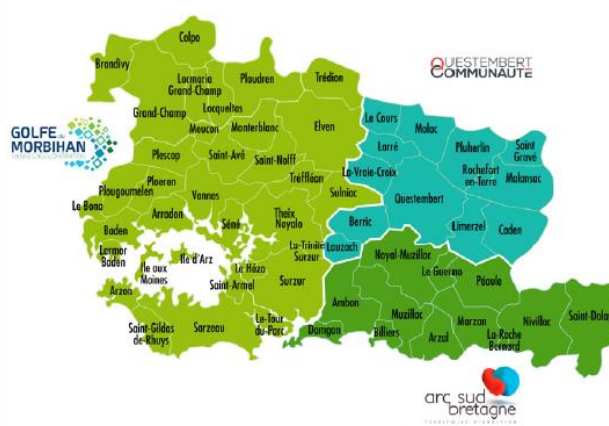 Colpo
Brandivy
Locmaria
Grand-Champ
Plaudren
Trédion
QUESTEMBERT
COMMUNAUTÉ
Grand-Champ
Locqueltas
Meucon
Monterblanc
Elven
Le Cours
Molac
GOLFE DU
MORBIHAN
Larré
Pluherlin
Saint
Gravé
Plescop
Saint-Avé
Saint-Nolff
La-Vraie-Croix
Rochefort
en-Terre
Malansac
Ploeren
Plougoumelen
Vannes
Tréffléan
Sulniac
Questembert
Le Bono
Arradon
Séné
Theix
Noyalo
Berric
Limerzel
Caden
Baden
Larmor
Baden
Ile aux
Moines
Ile d'Arz
La-Trinité
Surzur
Lauzach
Noyal-Muzillac
Le Hézo
Le Guerno
Péaule
Arzon
Saint-Armel
Surzur
Ambon
Saint-Gildas
de-Rhuys
Sarzeau
Le-Tour
du-Parc
Damgan
Muzillac
Billiers
Arzal
Marzan
La-Roche
Bernard
Nivillac
Saint-Dolay
arc sud
bretagne